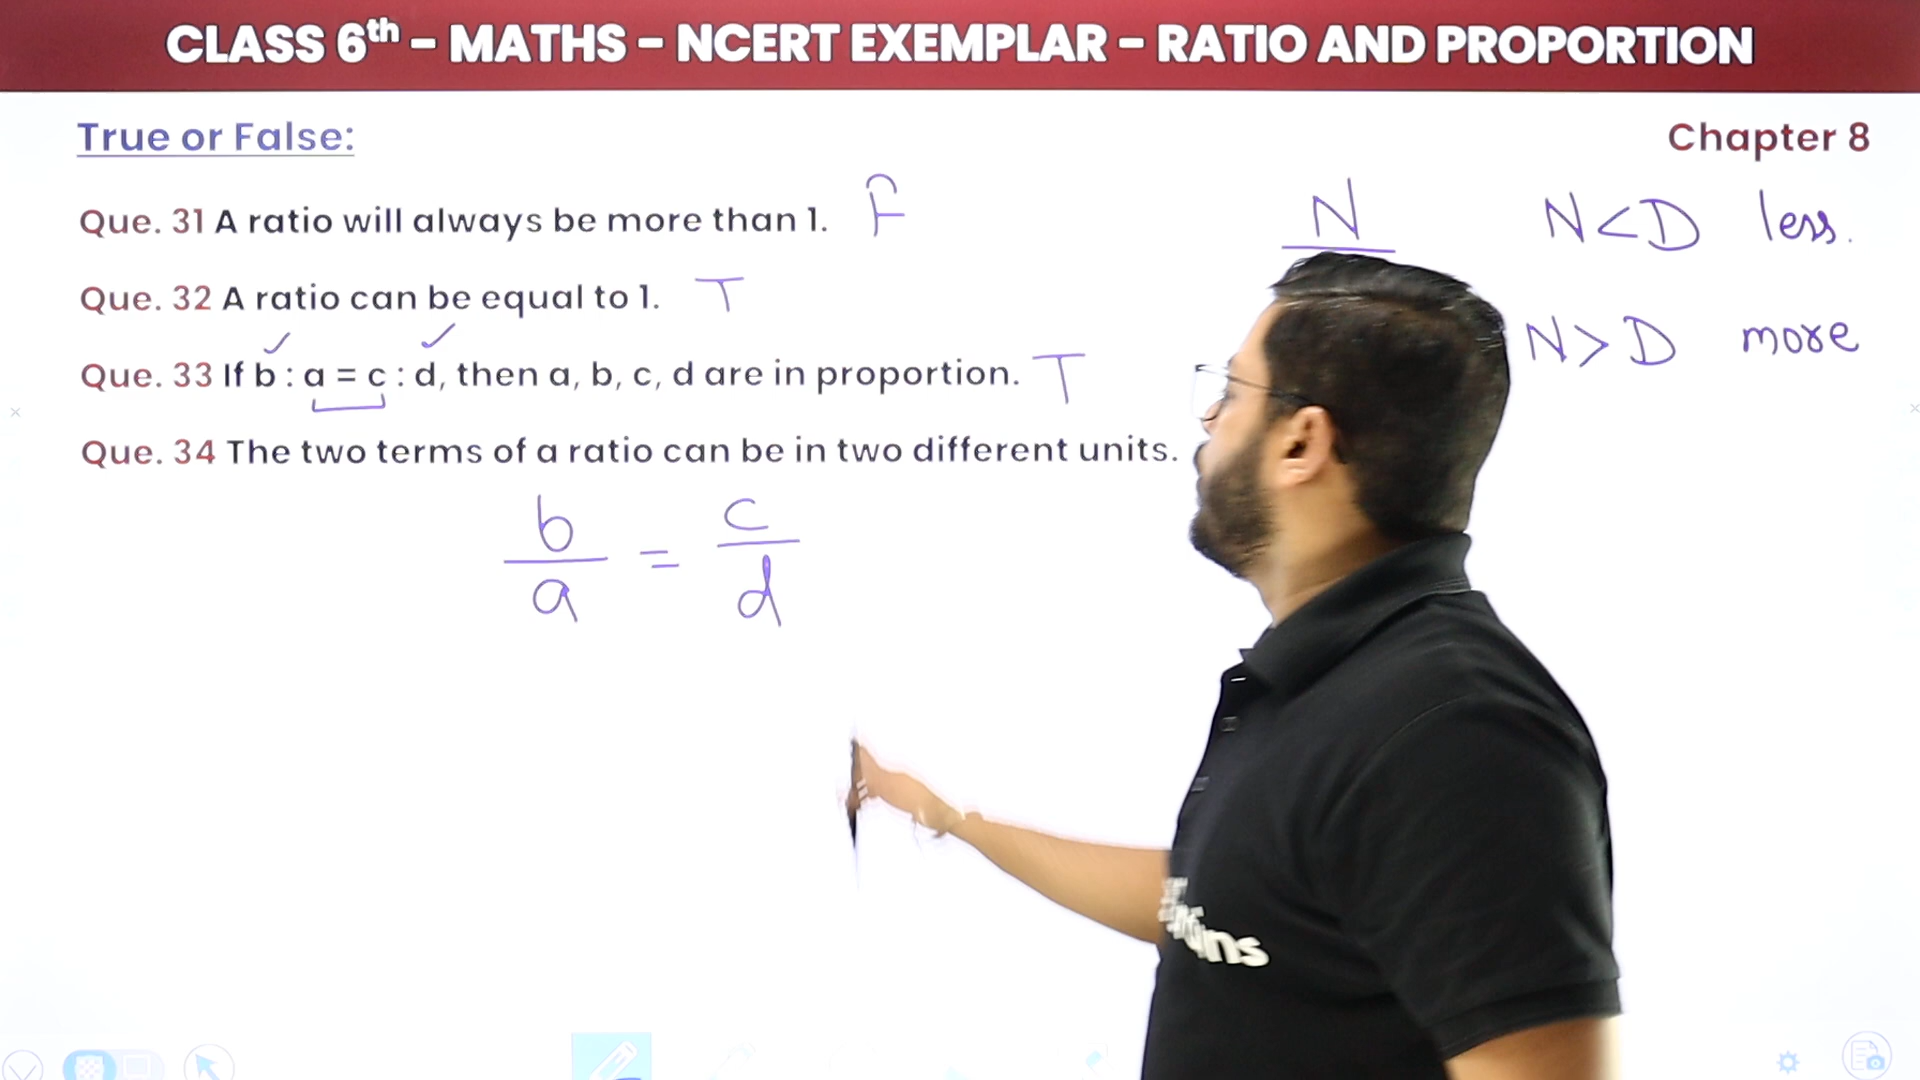 CLASS 6th – MATHS – NCERT EXEMPLAR – RATIO AND PROPORTION
True or False:
Chapter 8
Que. 31 A ratio will always be more than 1. F
N
N<D less.
Que. 32 A ratio can be equal to 1. T
N>D more
Que. 33 If b : a = c : d, then a, b, c, d are in proportion. T
Que. 34 The two terms of a ratio can be in two different units.
b/a = c/d